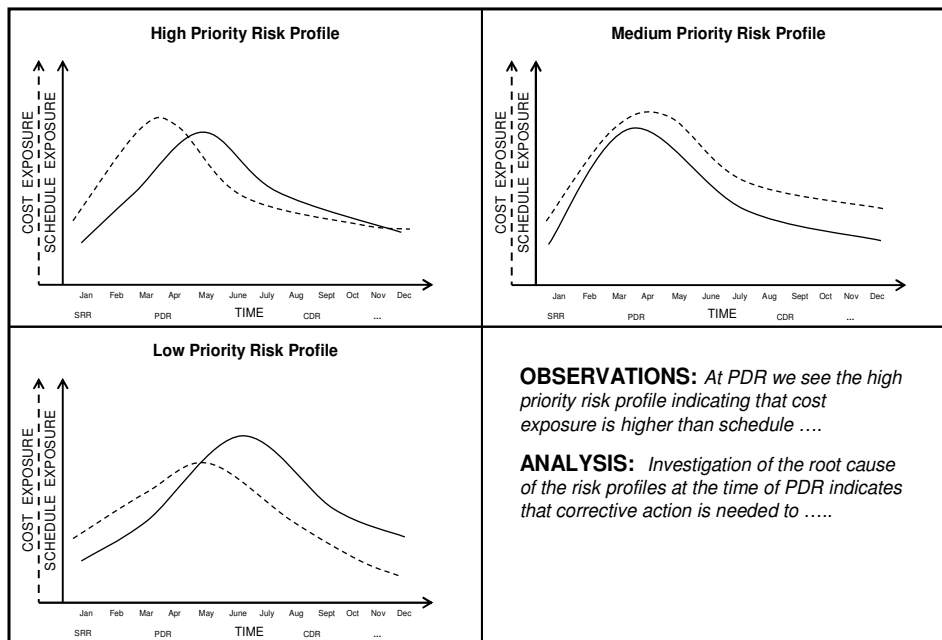 High Priority Risk Profile
COST EXPOSURE
SCHEDULE EXPOSURE
Jan Feb Mar Apr May June July Aug Sept Oct Nov Dec
SRR PDR TIME CDR ...
Medium Priority Risk Profile
COST EXPOSURE
SCHEDULE EXPOSURE
Jan Feb Mar Apr May June July Aug Sept Oct Nov Dec
SRR PDR TIME CDR ...
Low Priority Risk Profile
COST EXPOSURE
SCHEDULE EXPOSURE
Jan Feb Mar Apr May June July Aug Sept Oct Nov Dec
SRR PDR TIME CDR ...
OBSERVATIONS: At PDR we see the high
priority risk profile indicating that cost
exposure is higher than schedule ….
ANALYSIS: Investigation of the root cause
of the risk profiles at the time of PDR indicates
that corrective action is needed to …..